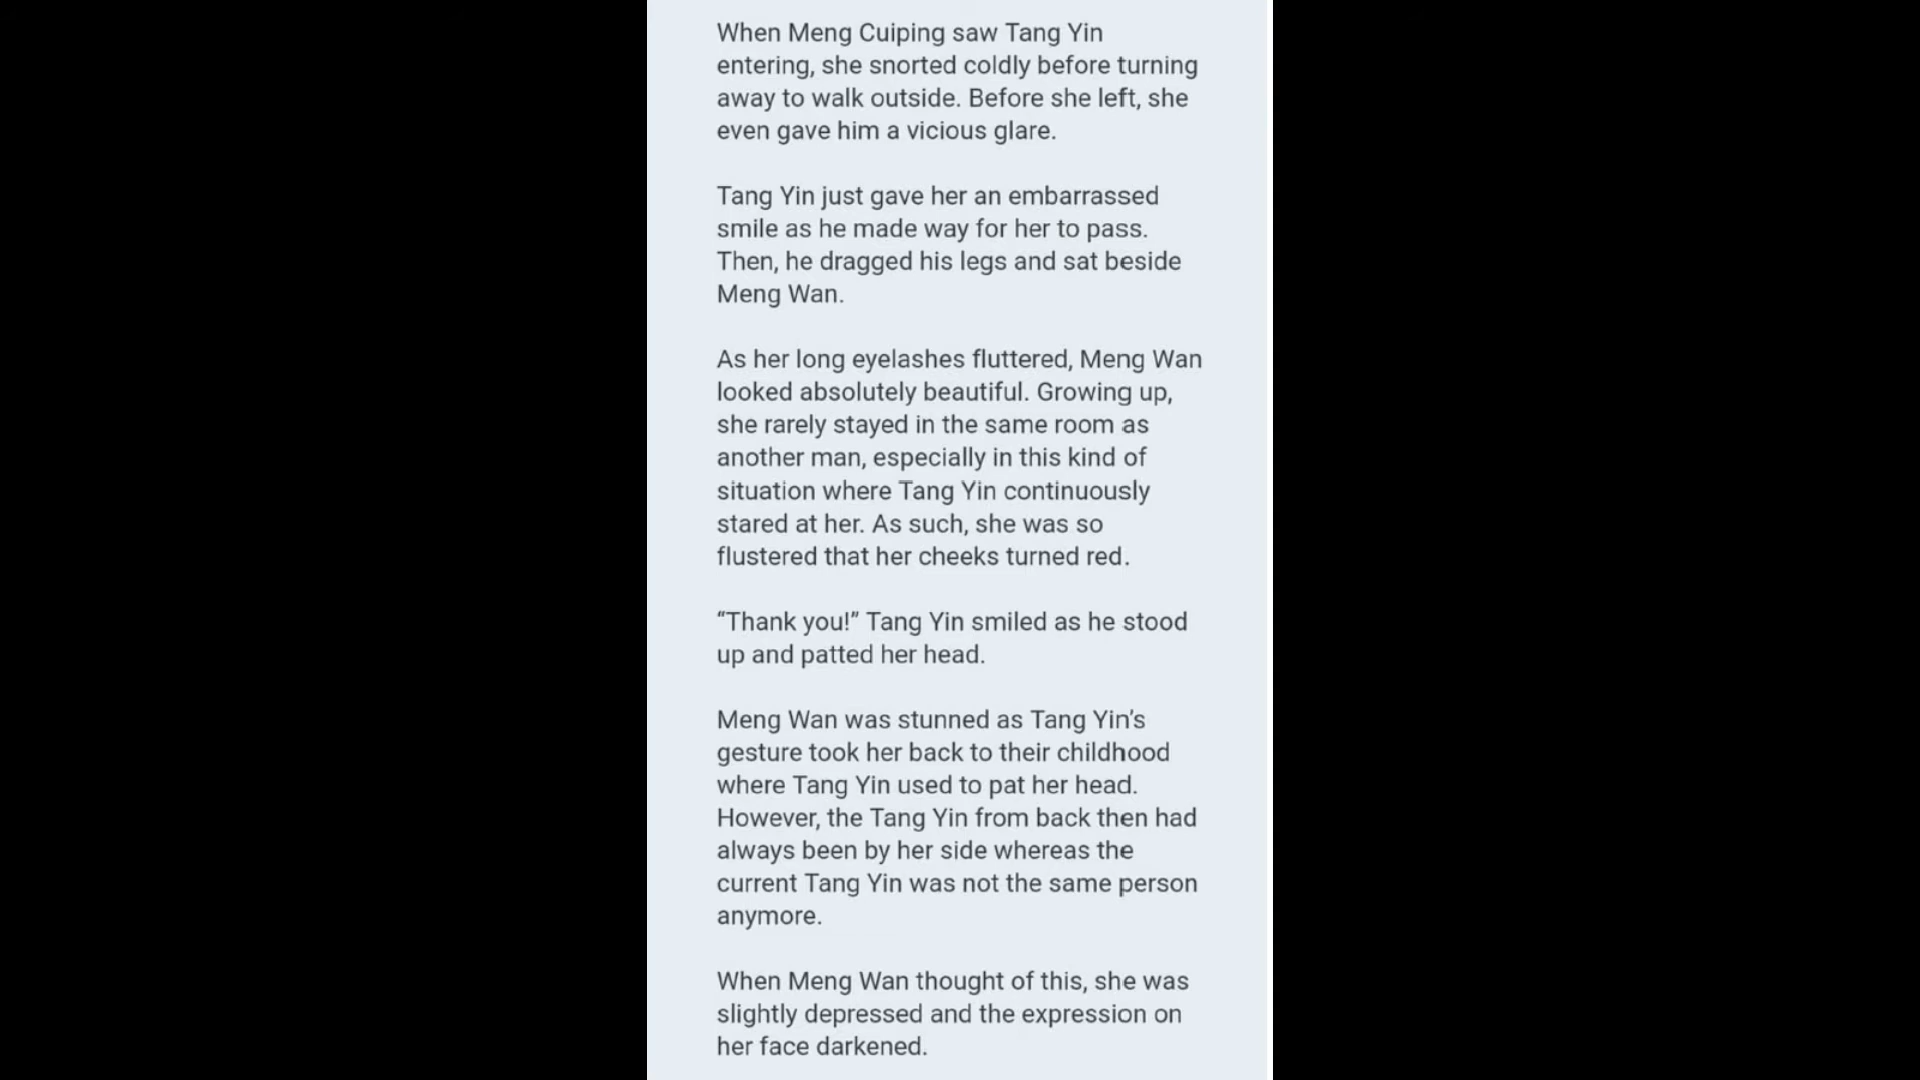 When Meng Cuiping saw Tang Yin
entering, she snorted coldly before turning
away to walk outside. Before she left, she
even gave him a vicious glare.
Tang Yin just gave her an embarrassed
smile as he made way for her to pass.
Then, he dragged his legs and sat beside
Meng Wan.
As her long eyelashes fluttered, Meng Wan
looked absolutely beautiful. Growing up,
she rarely stayed in the same room as
another man, especially in this kind of
situation where Tang Yin continuously
stared at her. As such, she was so
flustered that her cheeks turned red.
“Thank you!” Tang Yin smiled as he stood
up and patted her head.
Meng Wan was stunned as Tang Yin’s
gesture took her back to their childhood
where Tang Yin used to pat her head.
However, the Tang Yin from back then had
always been by her side whereas the
current Tang Yin was not the same person
anymore.
When Meng Wan thought of this, she was
slightly depressed and the expression on
her face darkened.